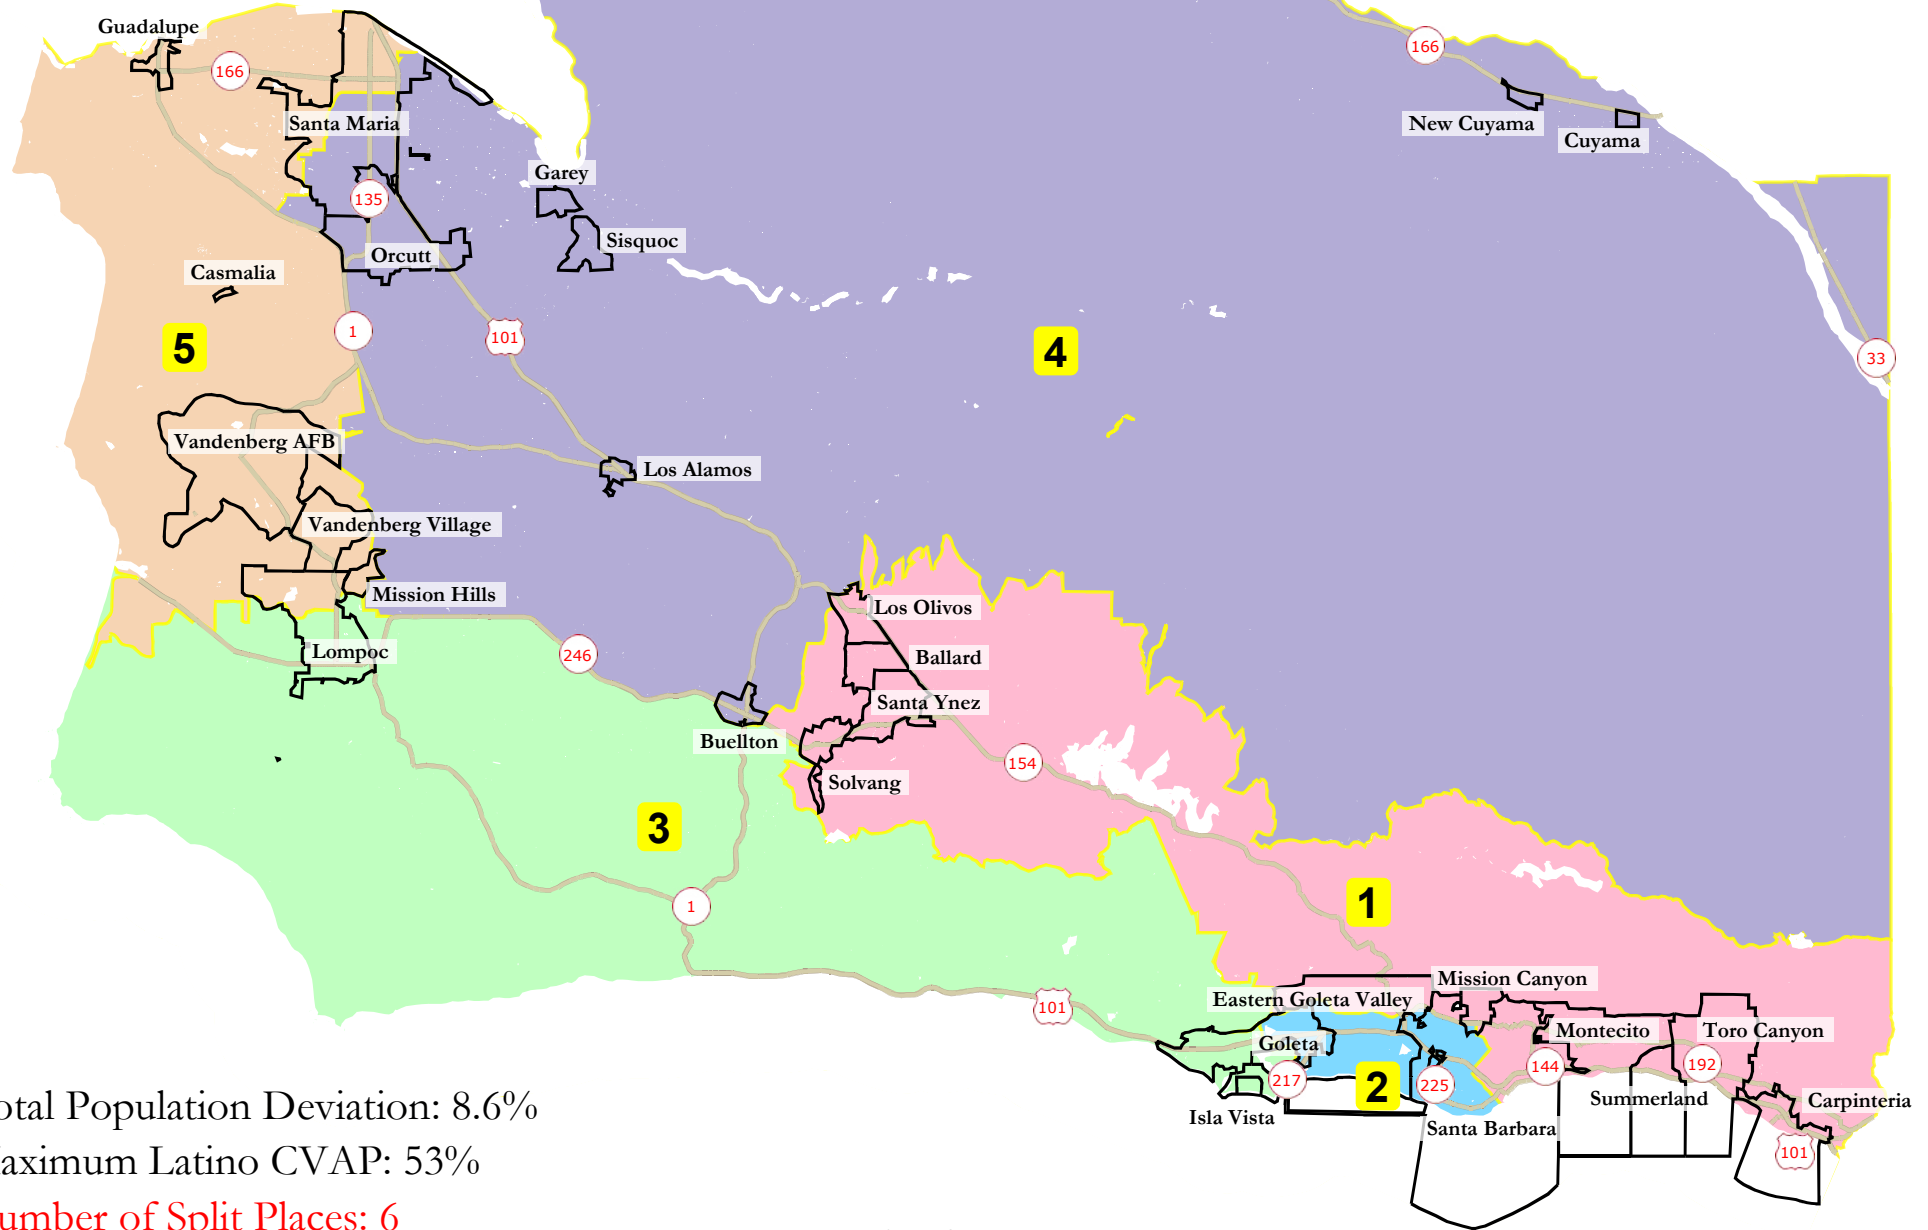 Guadalupe
166
166
Santa Maria
New Cuyama
Cuyama
Garey
135
Sisquoc
Orcutt
Casmalia
1
101
5
4
33
Vandenberg AFB
Los Alamos
Vandenberg Village
Mission Hills
Los Olivos
Lompoc
246
Ballard
Santa Ynez
Buellton
154
Solvang
3
1
1
Mission Canyon
Eastern Goleta Valley
101
Goleta
Montecito
Toro Canyon
217
2
225
144
192
Isla Vista
Santa Barbara
Summerland
Carpinteria
101
otal Population Deviation: 8.6%
aximum Latino CVAP: 53%
umber of Split Places: 6